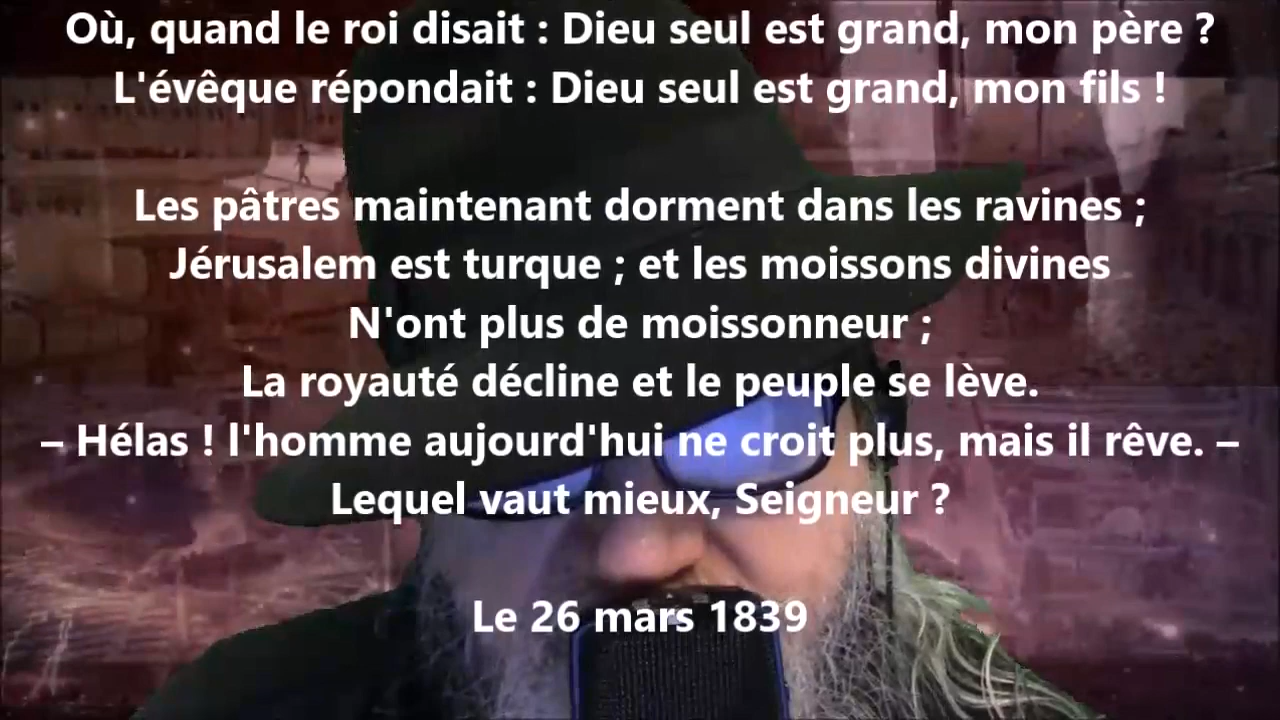 Où, quand le roi disait : Dieu seul est grand, mon père ?
L'évêque répondait : Dieu seul est grand, mon fils !
Les pâtres maintenant dorment dans les ravines ;
Jérusalem est turque ; et les moissons divines
N'ont plus de moissonneur ;
La royauté décline et le peuple se lève.
– Hélas ! l'homme aujourd'hui ne croit plus, mais il rêve. –
Lequel vaut mieux, Seigneur ?
Le 26 mars 1839